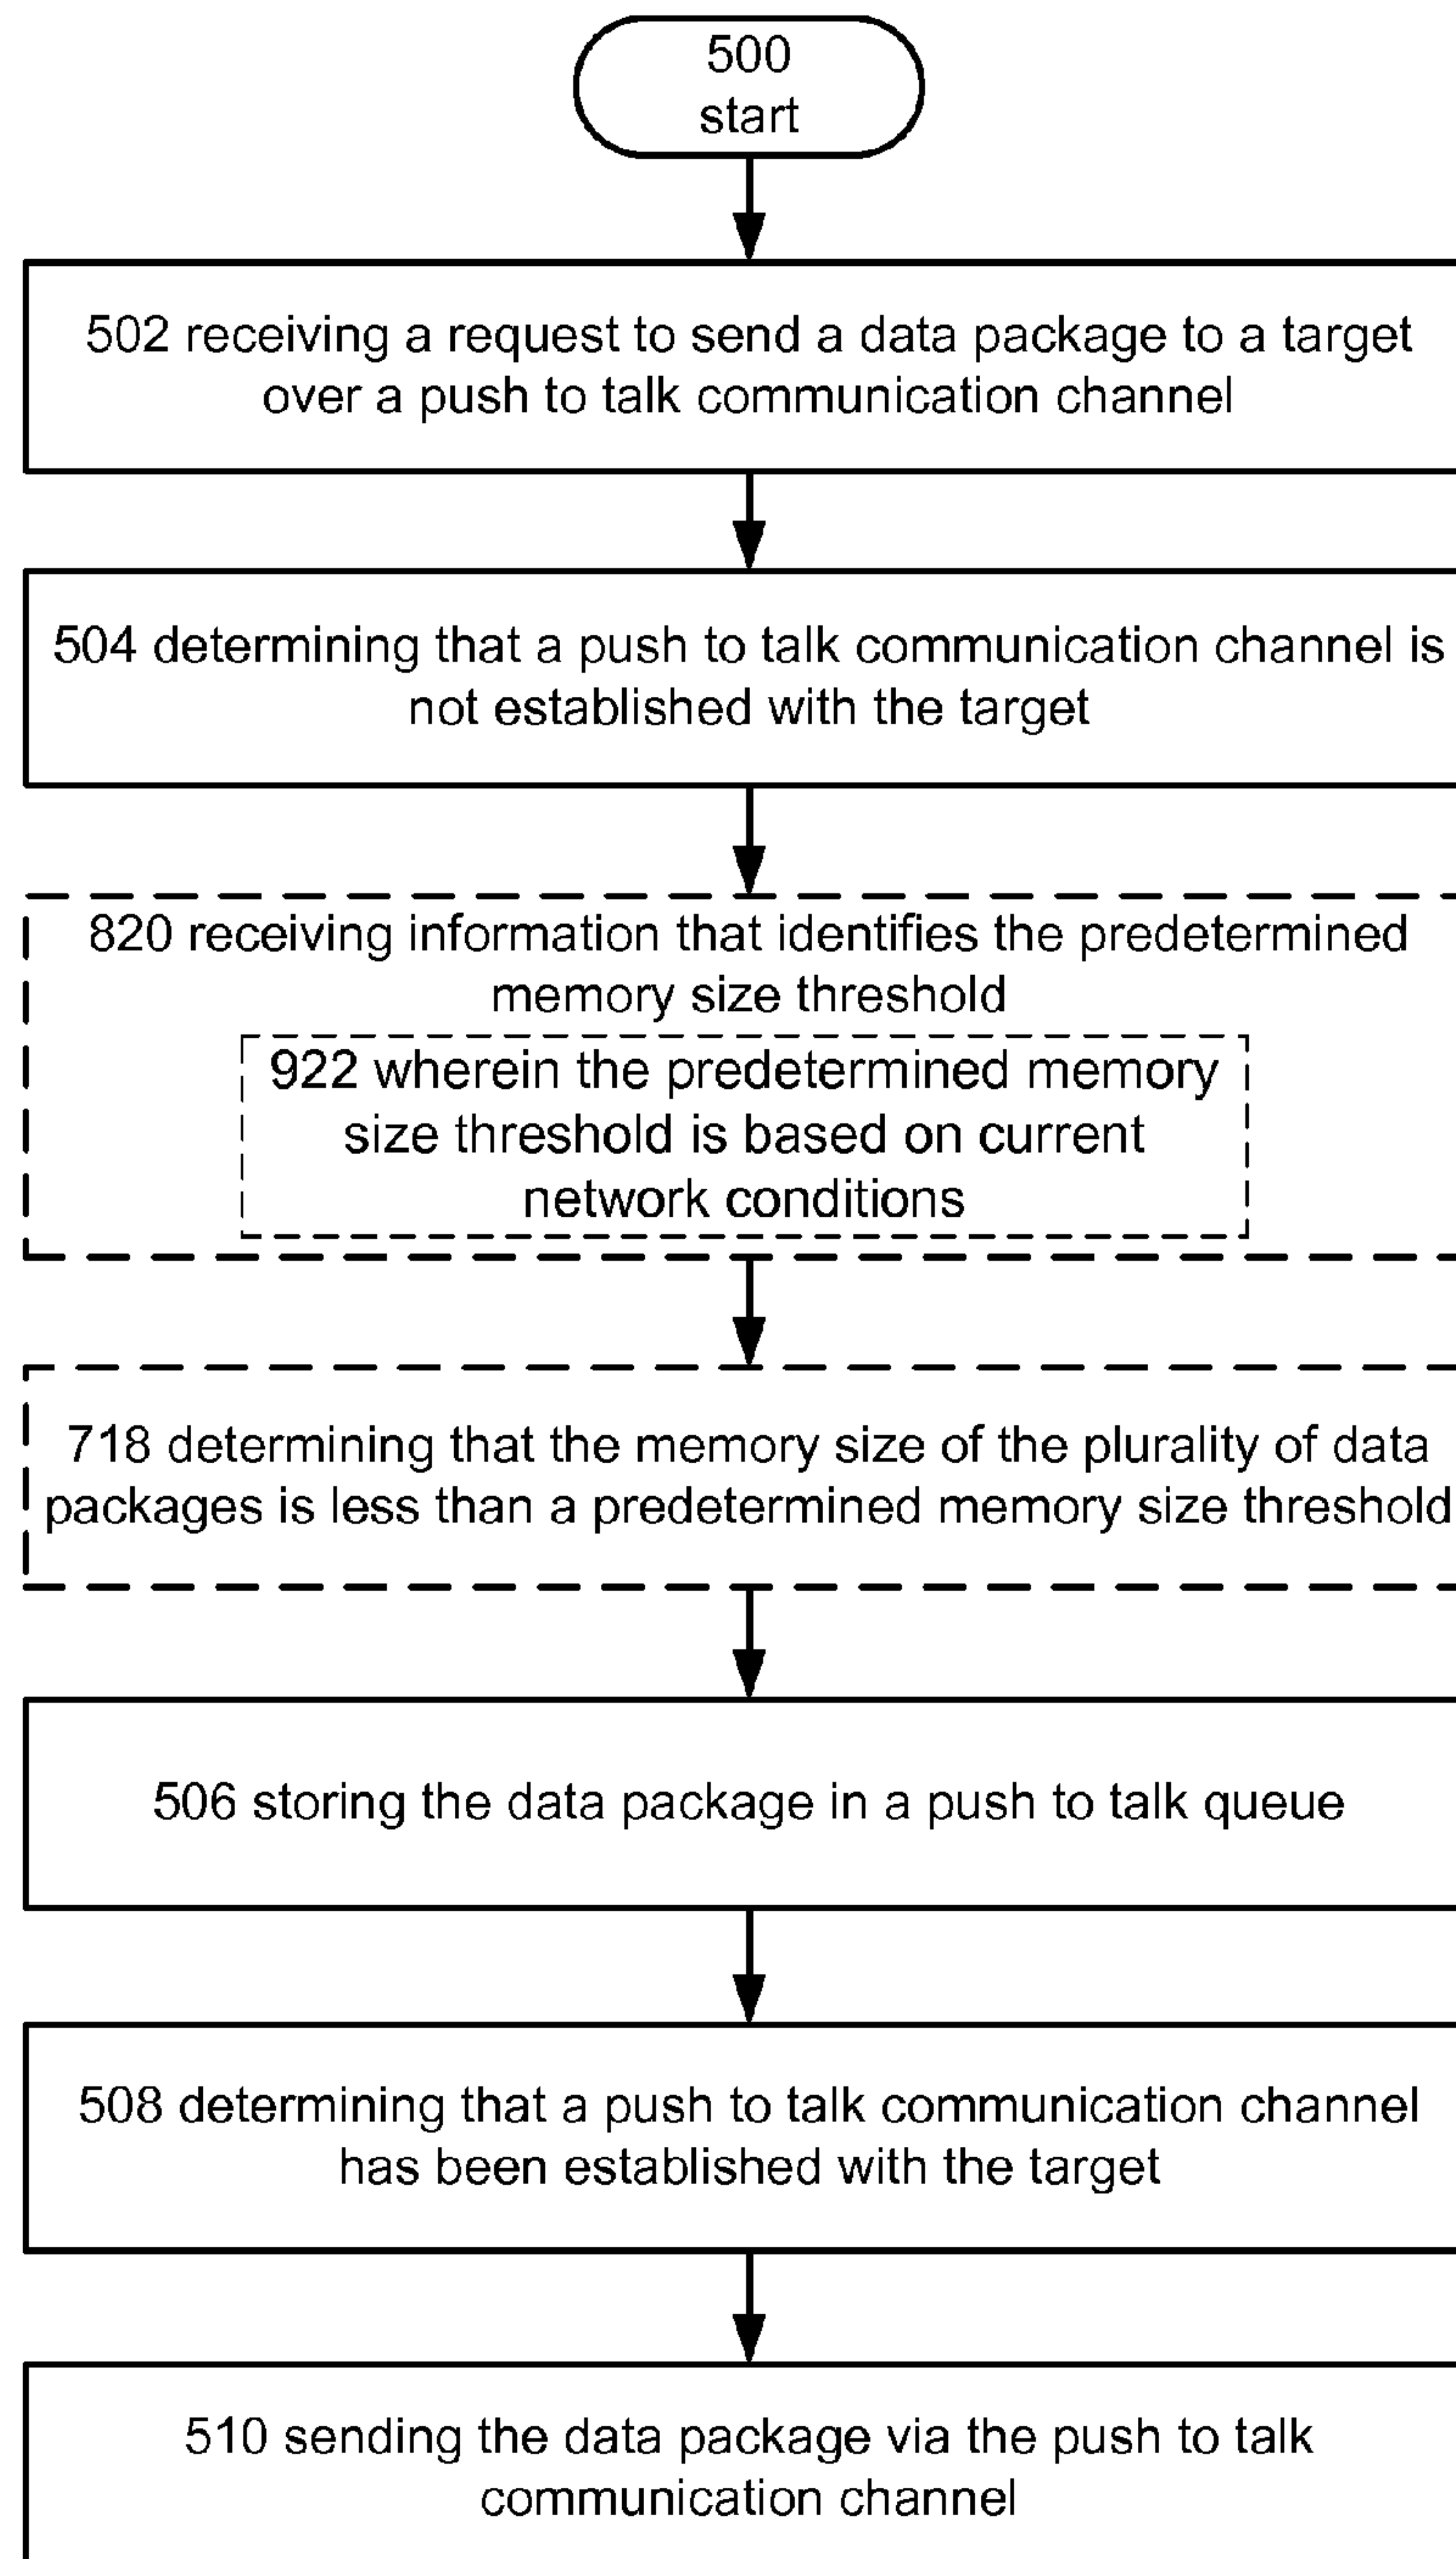 500
start
502 receiving a request to send a data package to a target
over a push to talk communication channel
504 determining that a push to talk communication channel is
not established with the target
820 receiving information that identifies the predetermined
memory size threshold
922 wherein the predetermined memory
size threshold is based on current
network conditions
718 determining that the memory size of the plurality of data
packages is less than a predetermined memory size threshold
506 storing the data package in a push to talk queue
508 determining that a push to talk communication channel
has been established with the target
510 sending the data package via the push to talk
communication channel